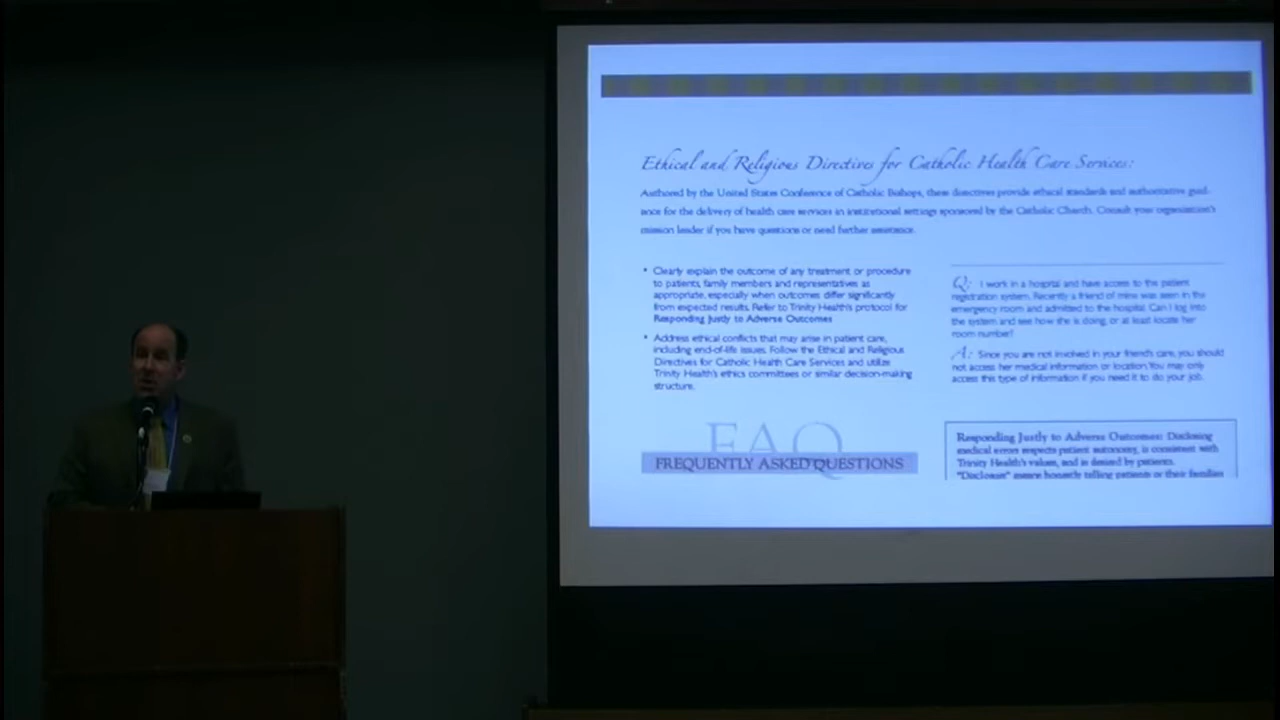 Ethical and Religious Directives for Catholic Health Care Services:
Authored by the United States Conference of Catholic Bishops, these directives provide ethical standards and authoritative guid-
ance for the delivery of health care services in institutional settings sponsored by the Catholic Church. Consult your organization's
mission leader if you have questions or need further assistance.
• Clearly explain the outcome of any treatment or procedure
to patients, family members and representatives as
appropriate, especially when outcomes differ significantly
from expected results. Refer to Trinity Health's protocol for
Responding Justly to Adverse Outcomes
• Address ethical conflicts that may arise in patient care,
including end-of-life issues. Follow the Ethical and Religious
Directives for Catholic Health Care Services and utilize
Trinity Health's ethics committees or similar decision-making
structure.
FAQ
FREQUENTLY ASKED QUESTIONS
Q: I work in a hospital and have access to the patient
registration system. Recently a friend of mine was seen in the
emergency room and admitted to the hospital. Can I log into
the system and see how she is doing, or at least locate her
room number?
A: Since you are not involved in your friend's care, you should
not access her medical information or location. You may only
access this type of information if you need it to do your job.
Responding Justly to Adverse Outcomes: Disclosing
medical errors respects patient autonomy, is consistent with
Trinity Health's values, and is desired by patients.
"Disclosure" means honestly telling patients or their families